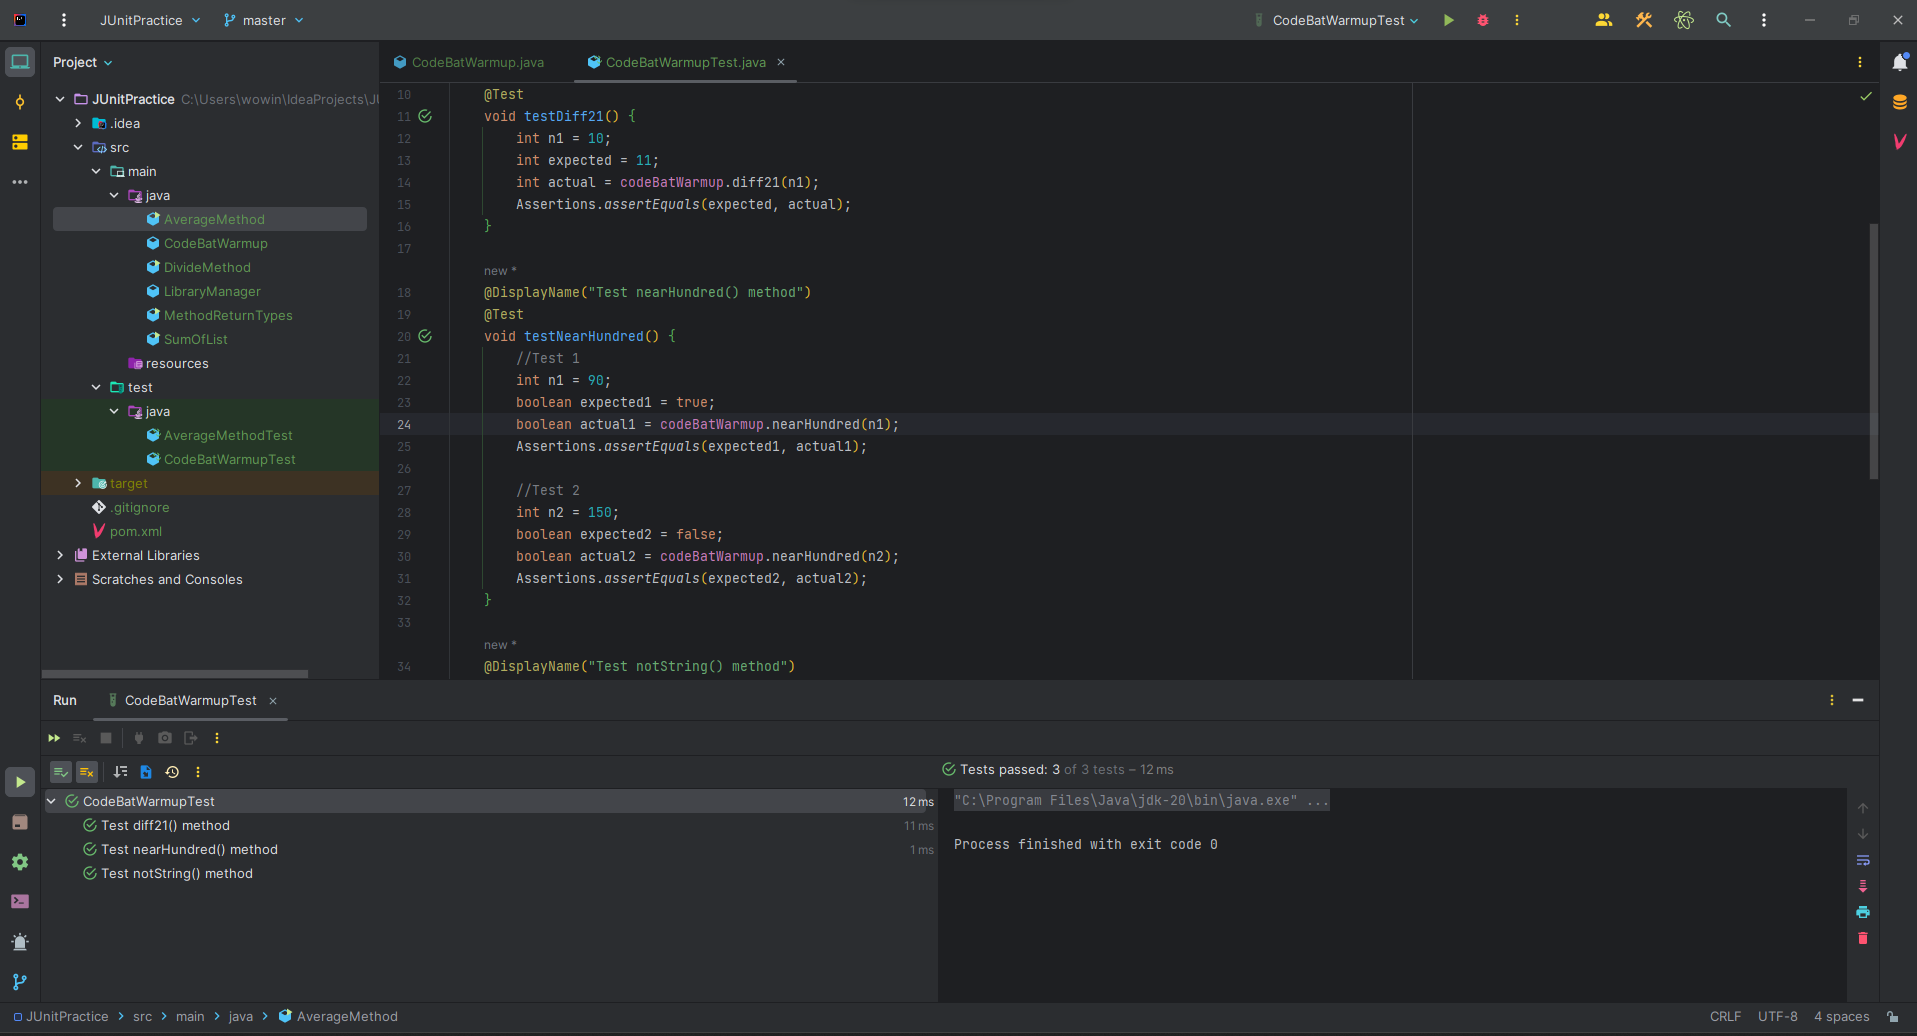 JUnitPractice
master
CodeBatWarmupTest
Project
JUnitPractice C:\Users\wowin\IdeaProjects\JU
.idea
src
main
java
AverageMethod
CodeBatWarmup
DivideMethod
LibraryManager
MethodReturnTypes
SumOfList
resources
test
java
AverageMethodTest
CodeBatWarmupTest
target
.gitignore
pom.xml
External Libraries
Scratches and Consoles
CodeBatWarmup.java
CodeBatWarmupTest.java
10 @Test
11 void testDiff21() {
12 int n1 = 10;
13 int expected = 11;
14 int actual = codeBatWarmup.diff21(n1);
15 Assertions.assertEquals(expected, actual);
16 }
17
new *
18 @DisplayName("Test nearHundred() method")
19 @Test
20 void testNearHundred() {
21 //Test 1
22 int n1 = 90;
23 boolean expected1 = true;
24 boolean actual1 = codeBatWarmup.nearHundred(n1);
25 Assertions.assertEquals(expected1, actual1);
26
27 //Test 2
28 int n2 = 150;
29 boolean expected2 = false;
30 boolean actual2 = codeBatWarmup.nearHundred(n2);
31 Assertions.assertEquals(expected2, actual2);
32 }
33
new *
34 @DisplayName("Test notString() method")
Run CodeBatWarmupTest
Tests passed: 3 of 3 tests – 12 ms
CodeBatWarmupTest 12 ms
Test diff21() method 11 ms
Test nearHundred() method 1 ms
Test notString() method
"C:\Program Files\Java\jdk-20\bin\java.exe" ...
Process finished with exit code 0
JUnitPractice > src > main > java > AverageMethod
CRLF UTF-8 4 spaces